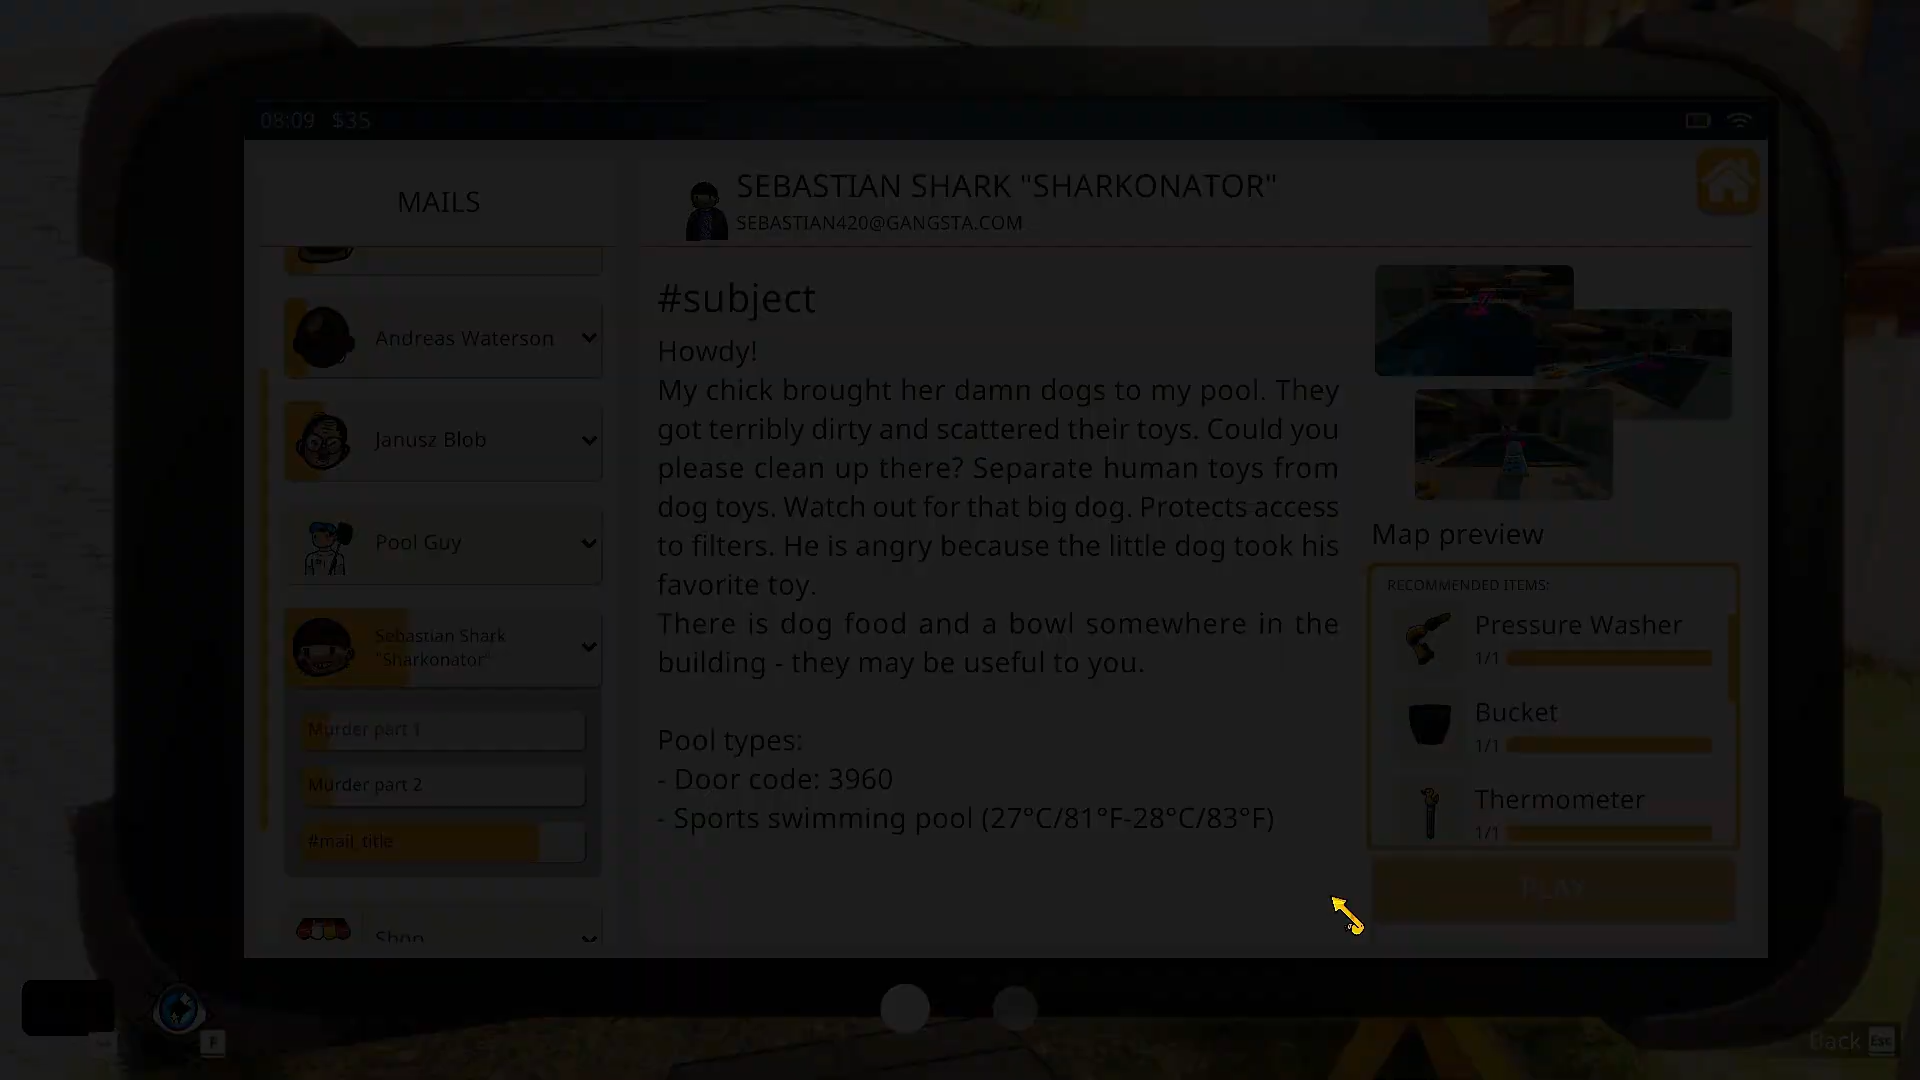 08:09 $35
MAILS
SEBASTIAN SHARK "SHARKONATOR"
SEBASTIAN420@GANGSTA.COM
Andreas Waterson
Janusz Blob
Pool Guy
Sebastian Shark
"Sharkonator"
Murder part 1
Murder part 2
#mail_title
Shop
#subject
Howdy!
My chick brought her damn dogs to my pool. They
got terribly dirty and scattered their toys. Could you
please clean up there? Separate human toys from
dog toys. Watch out for that big dog. Protects access
to filters. He is angry because the little dog took his
favorite toy.
There is dog food and a bowl somewhere in the
building - they may be useful to you.
Pool types:
- Door code: 3960
- Sports swimming pool (27°C/81°F-28°C/83°F)
Map preview
RECOMMENDED ITEMS:
Pressure Washer
1/1
Bucket
1/1
Thermometer
1/1
PLAY
F
Back Esc